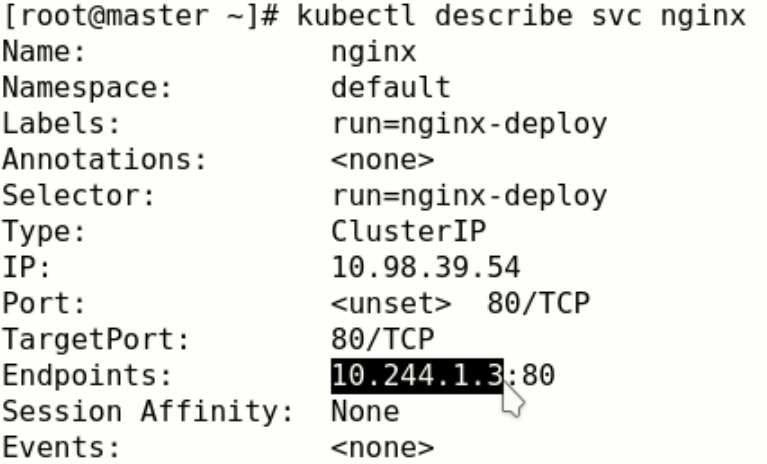 [root@master ~]# kubectl describe svc nginx
Name:              nginx
Namespace:         default
Labels:            run=nginx-deploy
Annotations:       <none>
Selector:          run=nginx-deploy
Type:              ClusterIP
IP:                10.98.39.54
Port:              <unset>  80/TCP
TargetPort:        80/TCP
Endpoints:         10.244.1.3:80
Session Affinity:  None
Events:            <none>